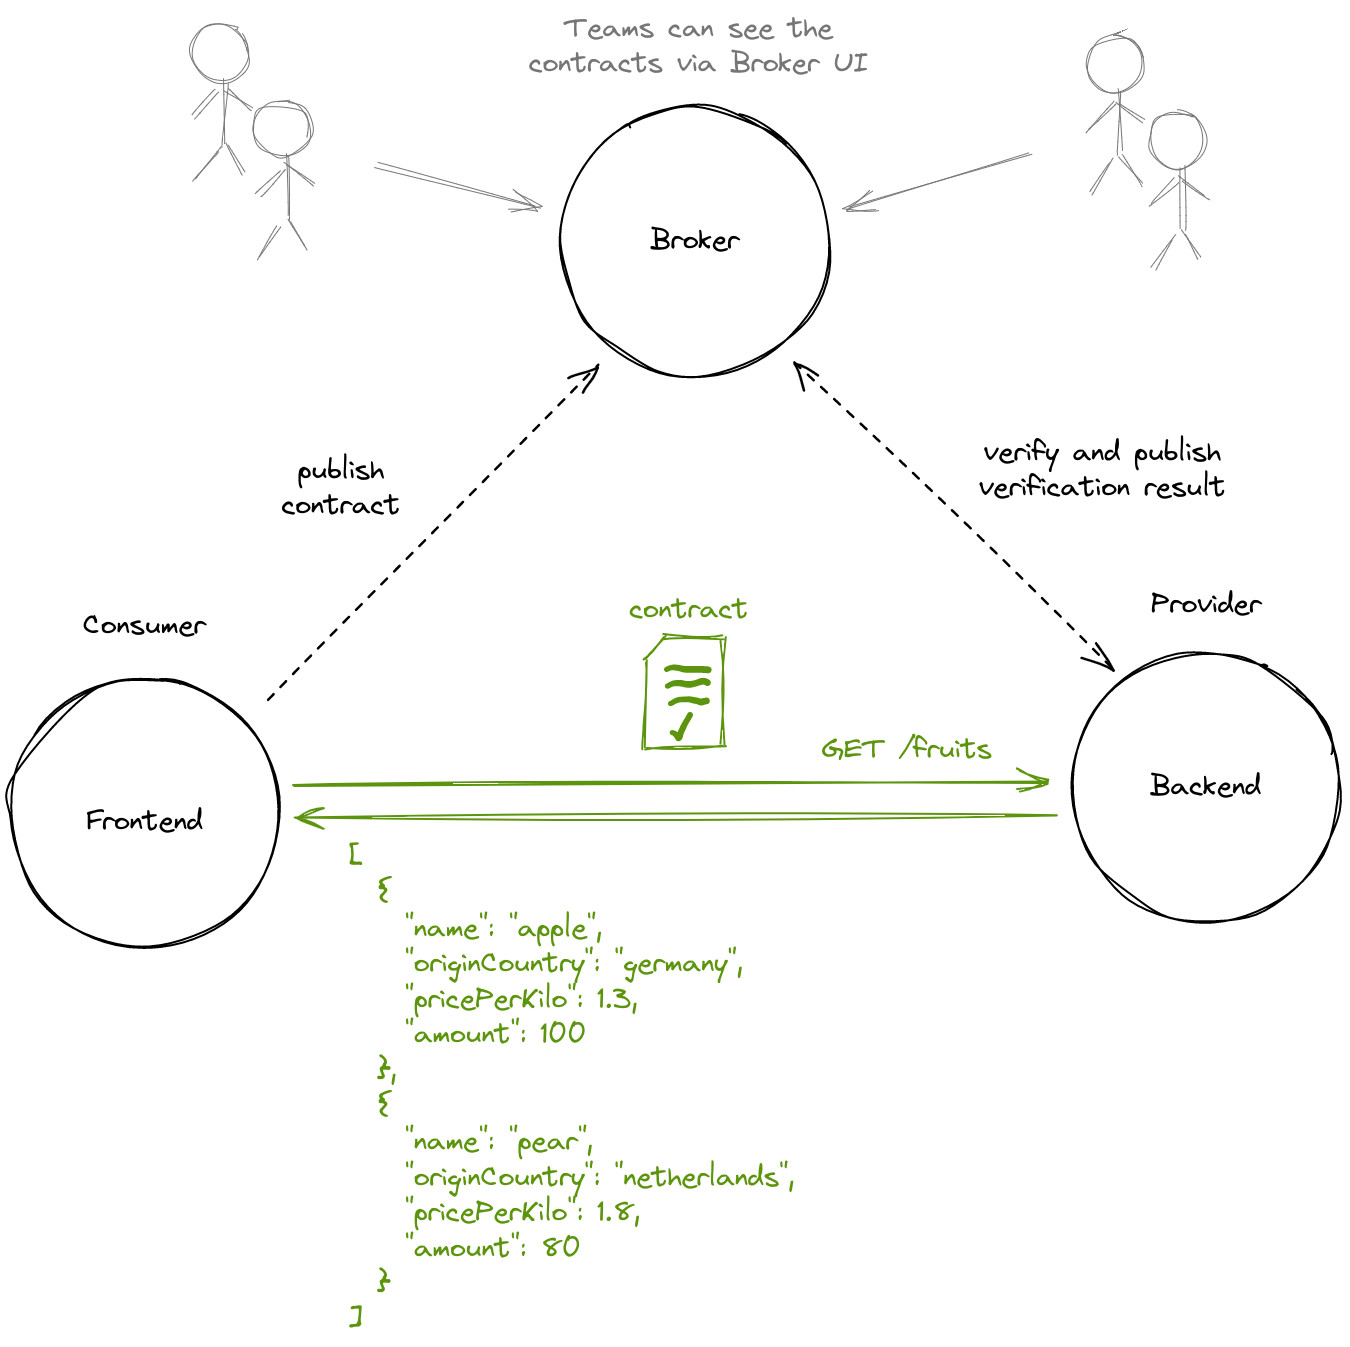 Teams can see the
contracts via Broker UI
Broker
publish
contract
verify and publish
verification result
Consumer
contract
Provider
GET /fruits
Frontend
Backend
[
{
"name": "apple",
"originCountry": "germany",
"pricePerKilo": 1.3,
"amount": 100
},
{
"name": "pear",
"originCountry": "netherlands",
"pricePerKilo": 1.8,
"amount": 80
}
]